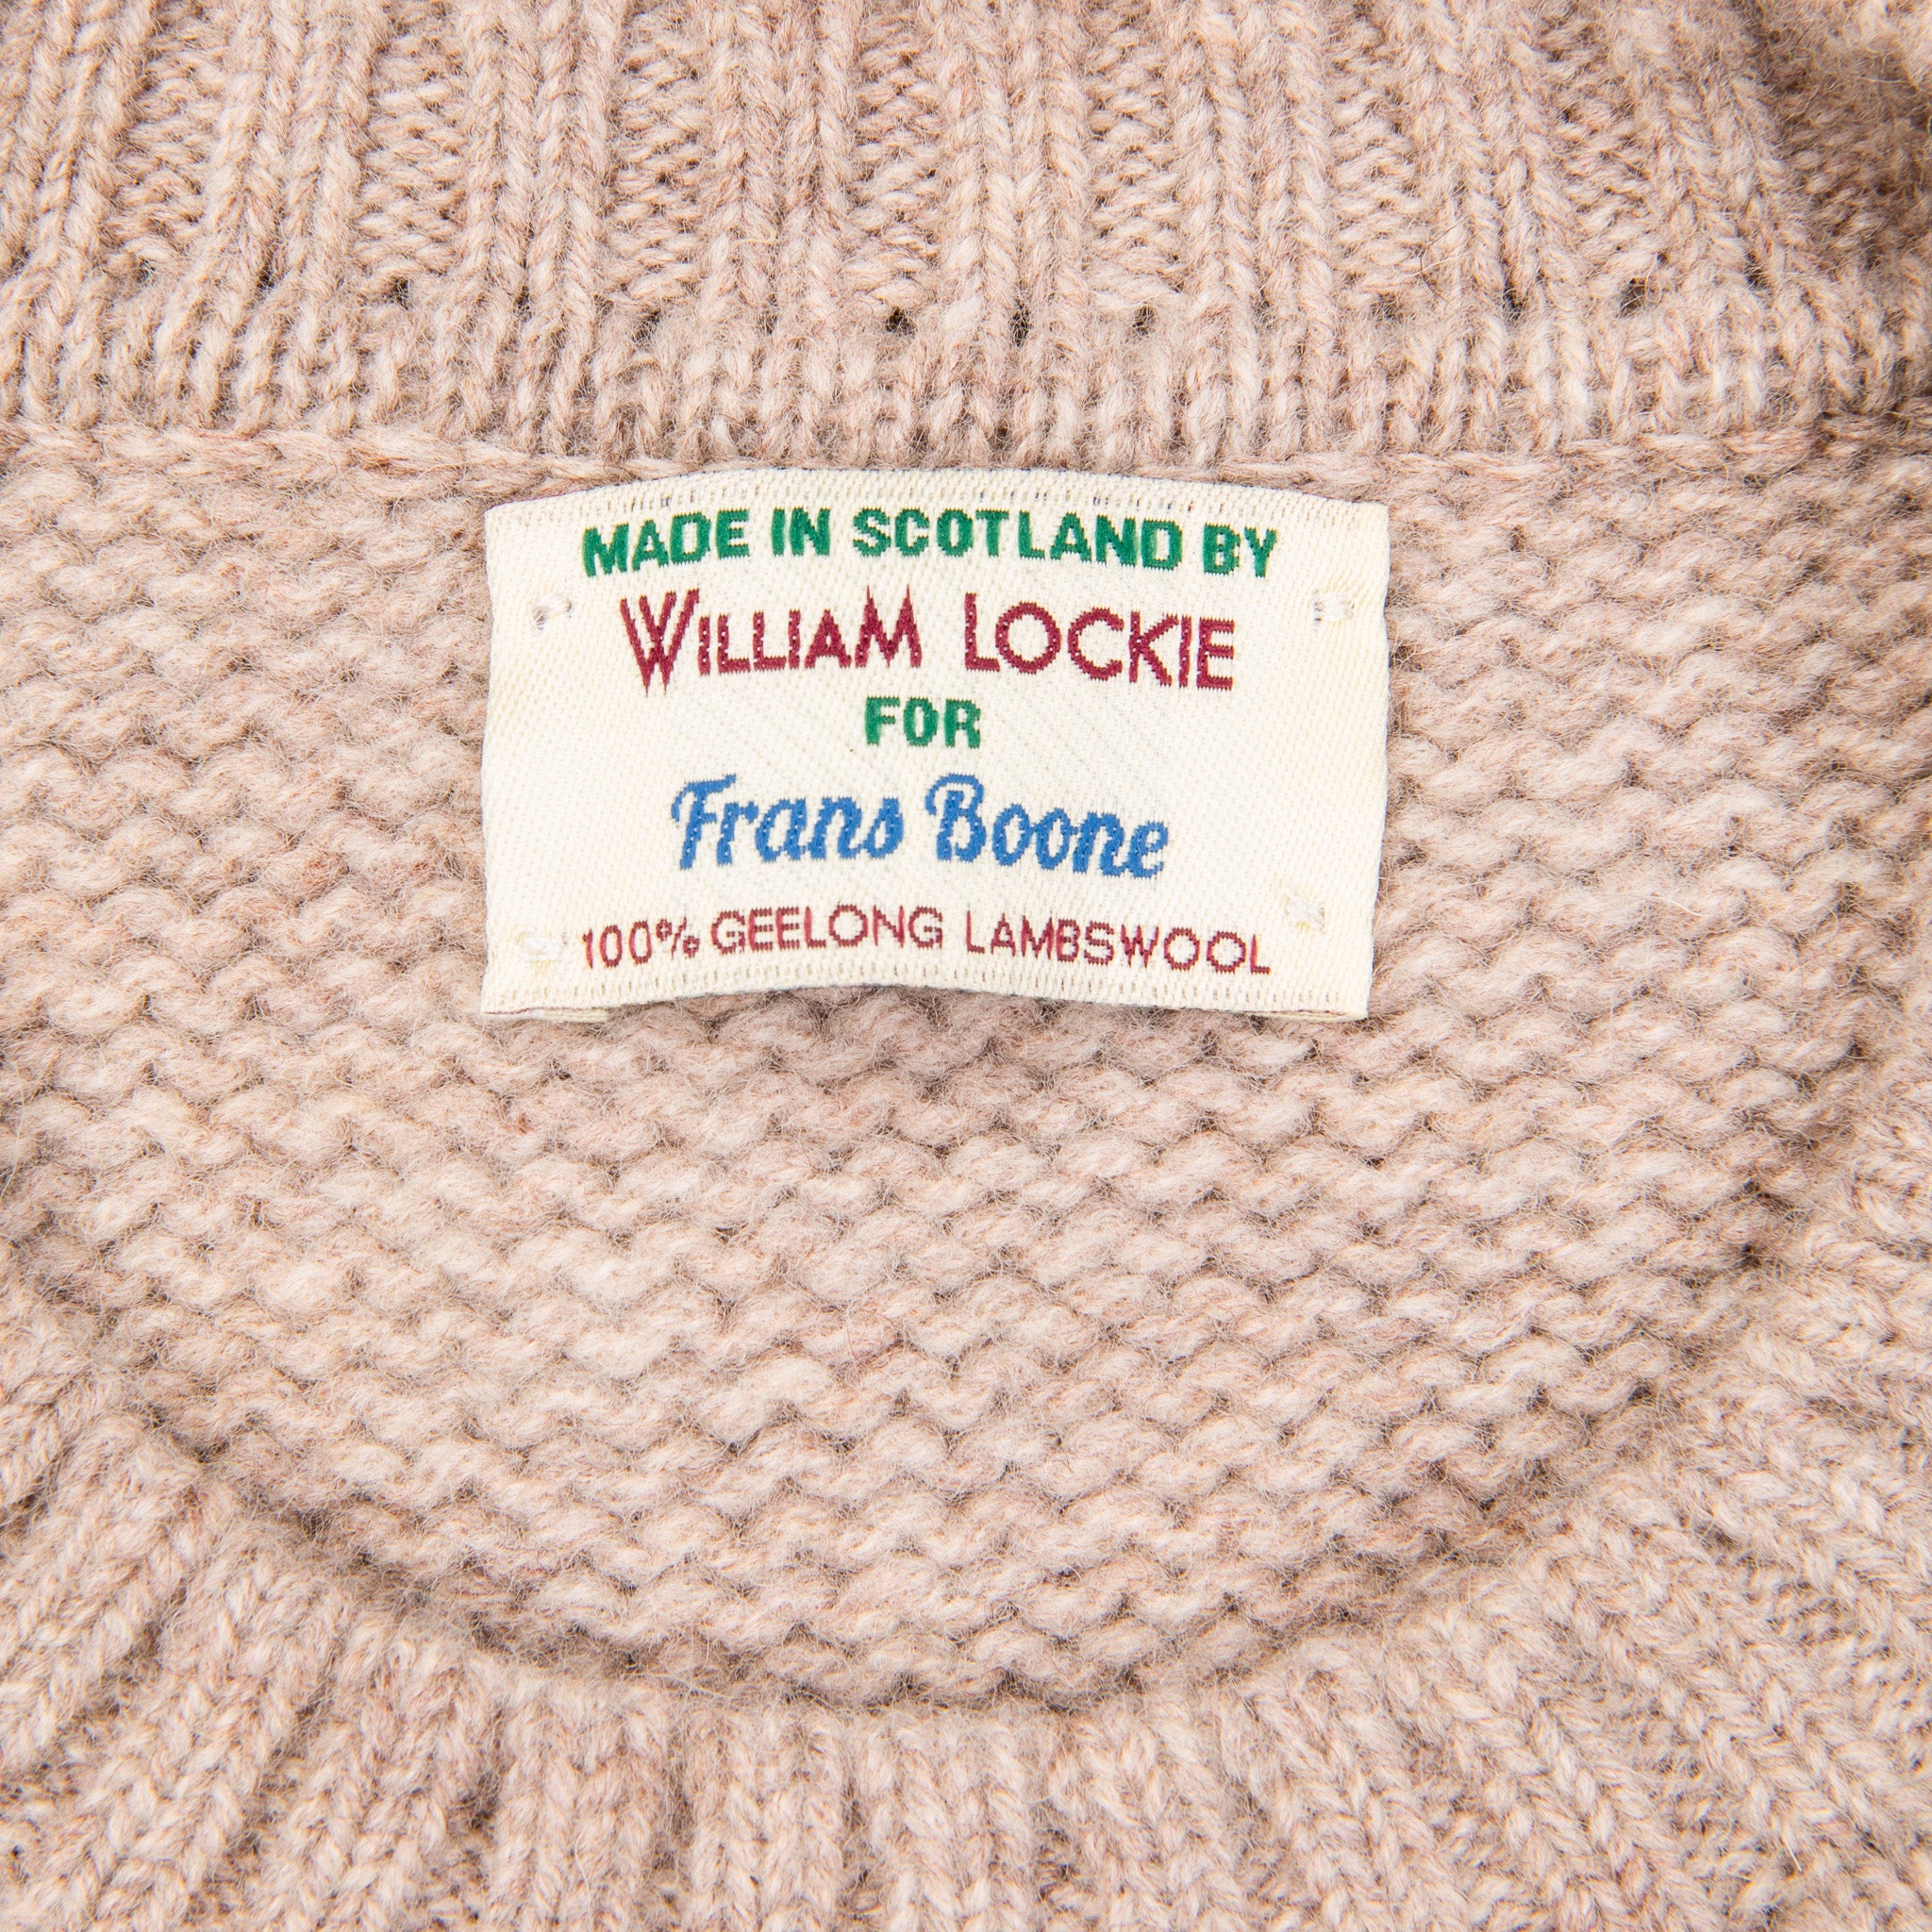 MADE IN SCOTLAND BY
WILLIAM LOCKIE
FOR
Frans Boone
100% GEELONG LAMBSWOOL